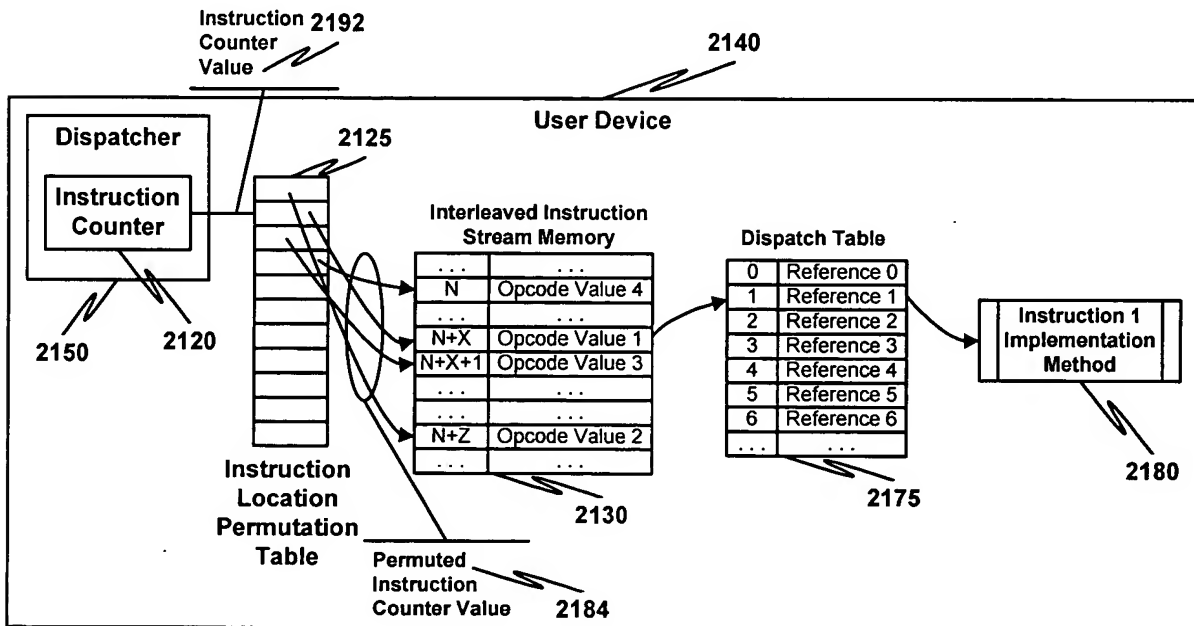 Instruction
Counter
Value
2192
2140
User Device
Dispatcher
Instruction
Counter
2150
2120
2125
Instruction
Location
Permutation
Table
Interleaved Instruction
Stream Memory
. . . . . .
N Opcode Value 4
. . . . . .
N+X Opcode Value 1
N+X+1 Opcode Value 3
. . . . . .
. . . . . .
N+Z Opcode Value 2
. . . . . .
2130
Permuted
Instruction
Counter Value
2184
Dispatch Table
0 Reference 0
1 Reference 1
2 Reference 2
3 Reference 3
4 Reference 4
5 Reference 5
6 Reference 6
. . . . . .
2175
Instruction 1
Implementation
Method
2180